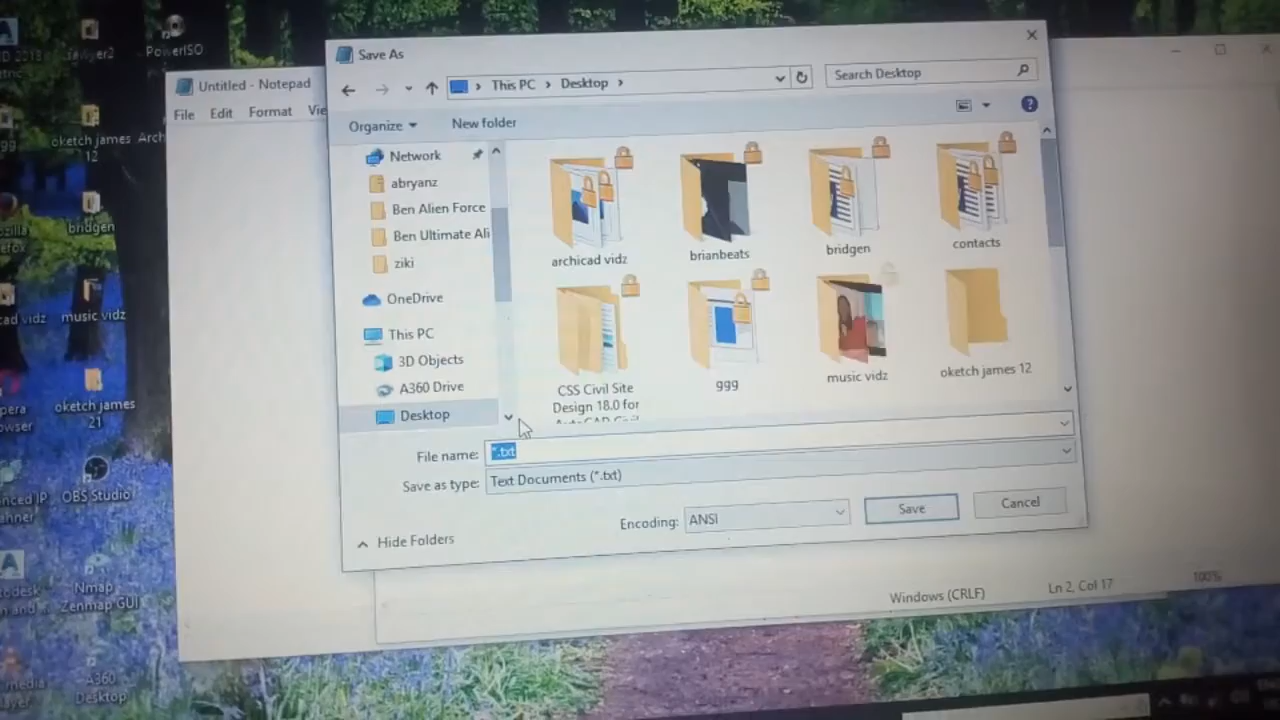 PowerISO
oketch james
12
bridgen
music vidz
oketch james
21
OBS Studio
Nmap
Zenmap GUI
A360
Desktop
Untitled - Notepad
File Edit Format
Save As
This PC > Desktop >
Search Desktop
Organize
New folder
Network
abryanz
Ben Alien Force
Ben Ultimate Ali
ziki
OneDrive
This PC
3D Objects
A360 Drive
Desktop
archicad vidz
brianbeats
bridgen
contacts
CSS Civil Site
Design 18.0 for
ggg
music vidz
oketch james 12
File name: *.txt
Save as type: Text Documents (*.txt)
Encoding: ANSI
Save
Cancel
Hide Folders
Windows (CRLF)
Ln 2, Col 17
100%